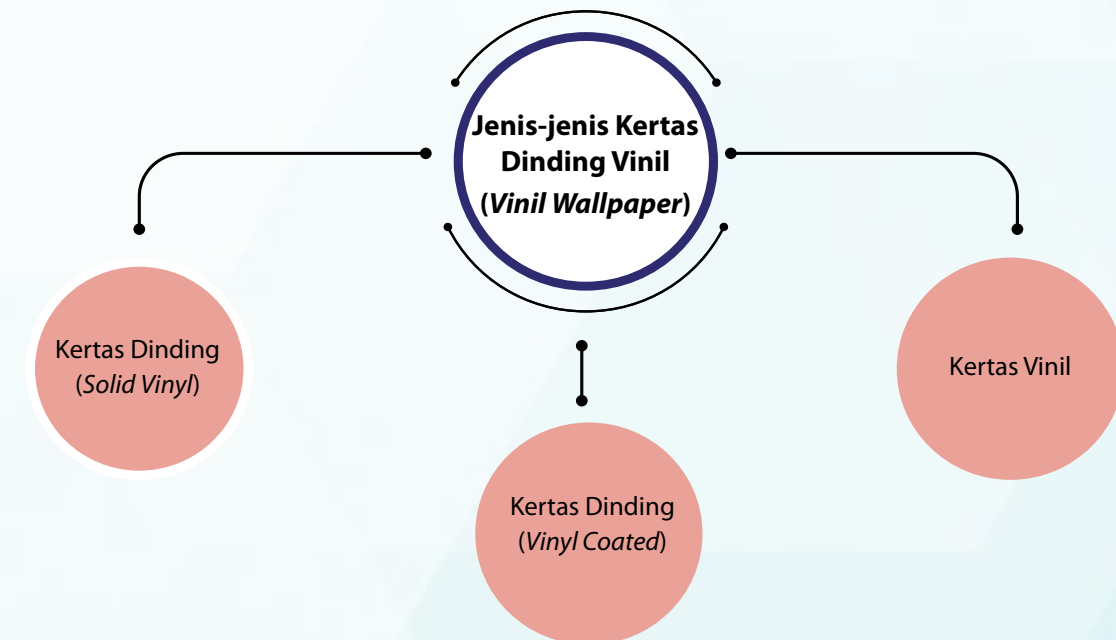 Jenis-jenis Kertas
Dinding Vinil
(Vinil Wallpaper)
Kertas Dinding
(Solid Vinyl)
Kertas Dinding
(Vinyl Coated)
Kertas Vinil